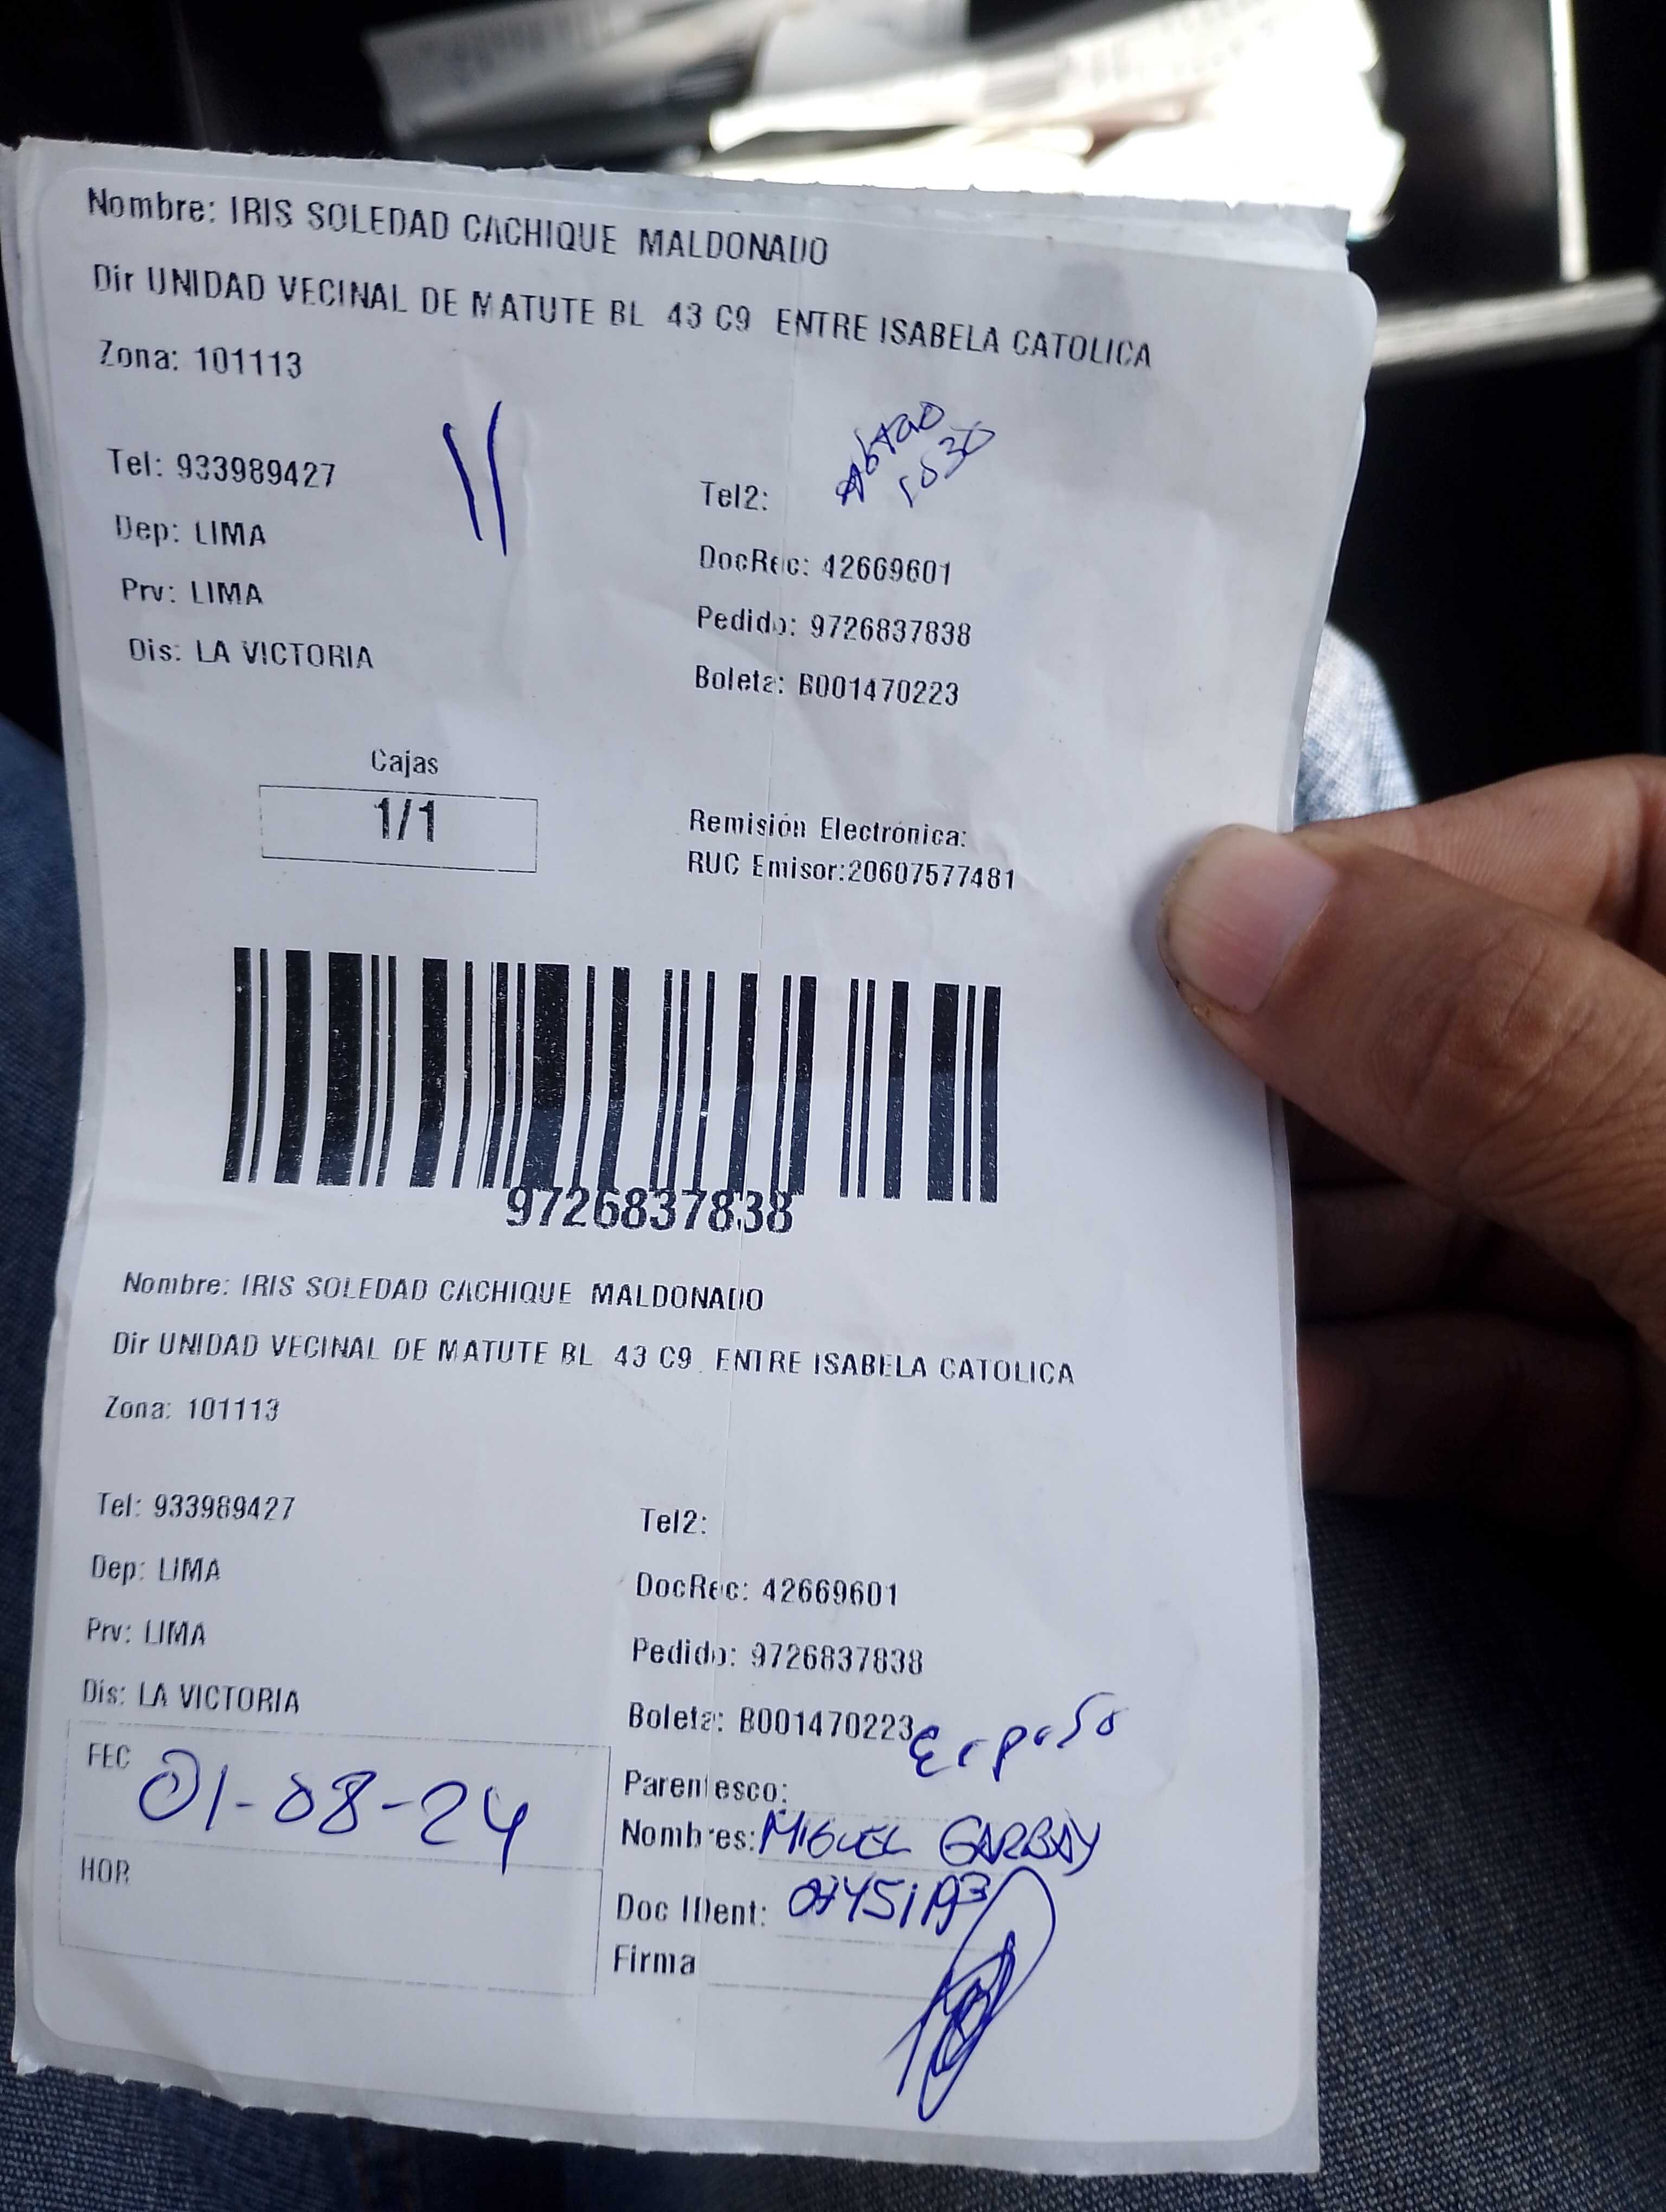 Nombre: IRIS SOLEDAD CACHIQUE MALDONADO
Dir UNIDAD VECINAL DE MATUTE BL 43 C9 ENTRE ISABELA CATOLICA
Zona: 101113
Tel: 933989427
Abtao
Tel2:
Dep: LIMA
DocRec: 42669601
Prv: LIMA
Pedido: 9726837838
Dis: LA VICTORIA
Boleta: B001470223
Cajas
1/1
Remisión Electrónica:
RUC Emisor:20607577481
9726837838
Nombre: IRIS SOLEDAD CACHIQUE MALDONADO
Dir UNIDAD VECINAL DE MATUTE BL 43 C9 ENTRE ISABELA CATOLICA
Zona: 101113
Tel: 933989427
Tel2:
Dep: LIMA
DocRec: 42669601
Prv: LIMA
Pedido: 9726837838
Dis: LA VICTORIA
Boleta: B001470223
FEC 01-08-24
Parentesco: Esposo
Nombres: MIGUEL GARBAY
HOR
Doc IDent:
Firma